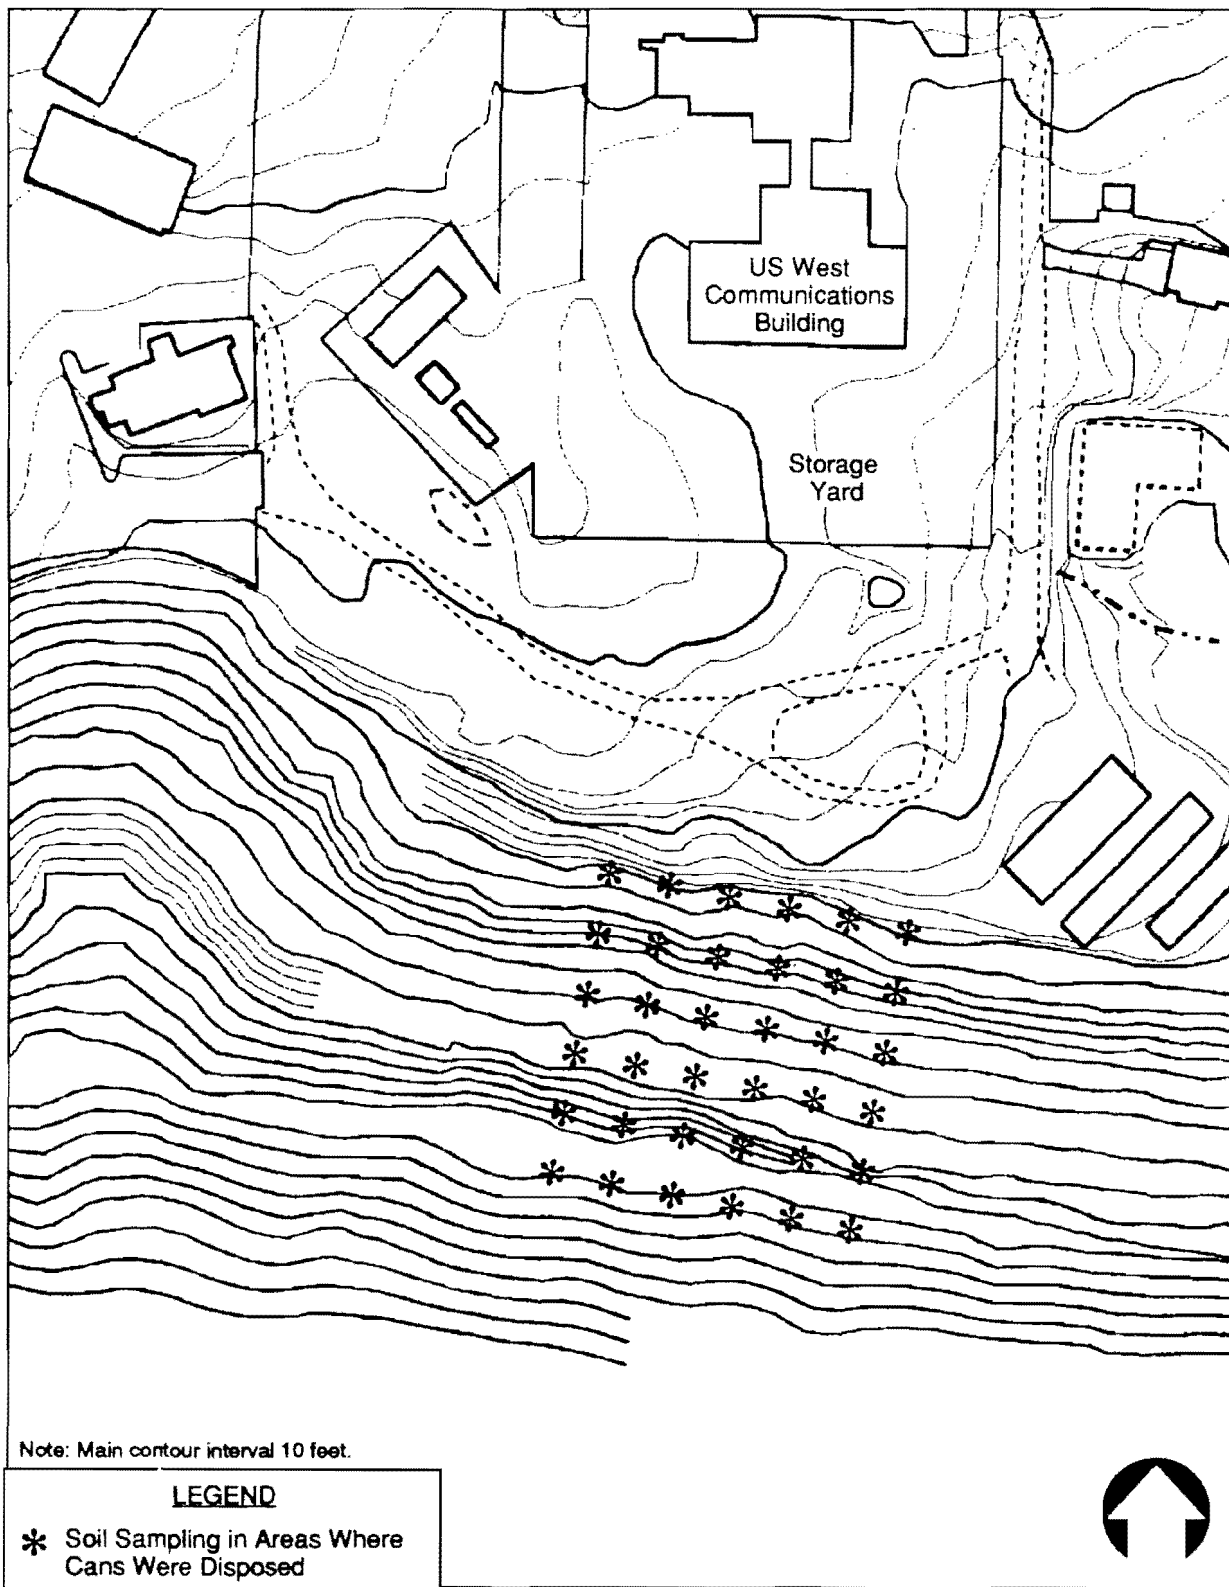 US West
Communications
Building
Storage
Yard
Note: Main contour interval 10 feet.
LEGEND
Soil Sampling in Areas Where
Cans Were Disposed